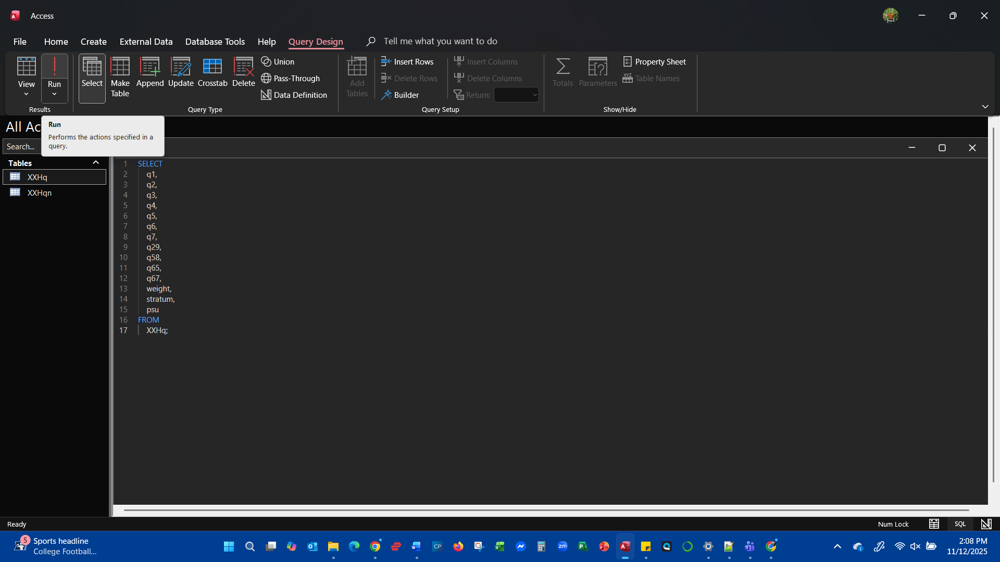 Access
File Home Create External Data Database Tools Help Query Design Tell me what you want to do
View
Run
Results
Select
Make Table
Append
Update
Crosstab
Delete
Union
Pass-Through
Data Definition
Query Type
Add Tables
Insert Rows
Delete Rows
Builder
Insert Columns
Delete Columns
Return:
Query Setup
Totals
Parameters
Property Sheet
XYZ Table Names
Show/Hide
All Ac
Run
Performs the actions specified in a
query.
Search...
Tables
XXHq
XXHqn
1 SELECT
2 q1,
3 q2,
4 q3,
5 q4,
6 q5,
7 q6,
8 q7,
9 q29,
10 q58,
11 q65,
12 q67,
13 weight,
14 stratum,
15 psu
16 FROM
17 XXHq;
Ready
Num Lock
SQL
5
Sports headline
College Football...
CP
zm
2:08 PM
11/12/2025